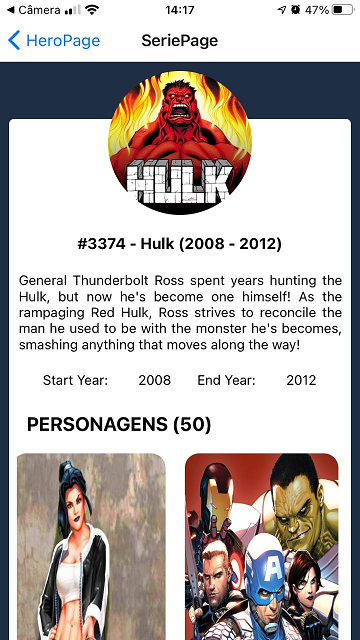 Câmera 14:17 47%
HeroPage SeriePage
HULK
#3374 - Hulk (2008 - 2012)
General Thunderbolt Ross spent years hunting the
Hulk, but now he's become one himself! As the
rampaging Red Hulk, Ross strives to reconcile the
man he used to be with the monster he's becomes,
smashing anything that moves along the way!
Start Year: 2008 End Year: 2012
PERSONAGENS (50)
A